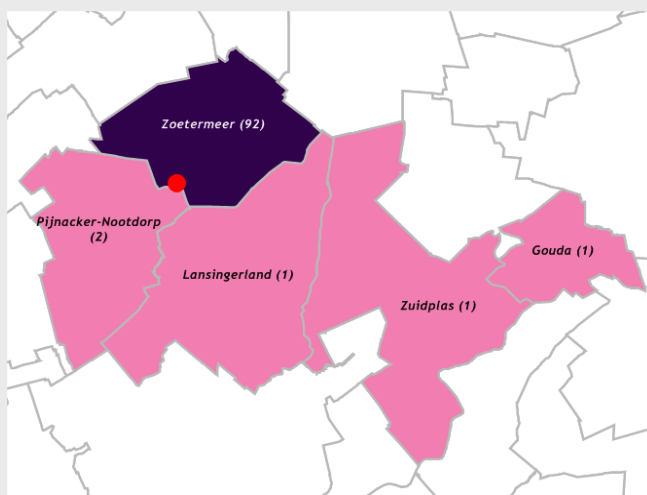 Zoetermeer (92)
Pijnacker-Nootdorp
(2)
Lansingerland (1)
Gouda (1)
Zuidplas (1)